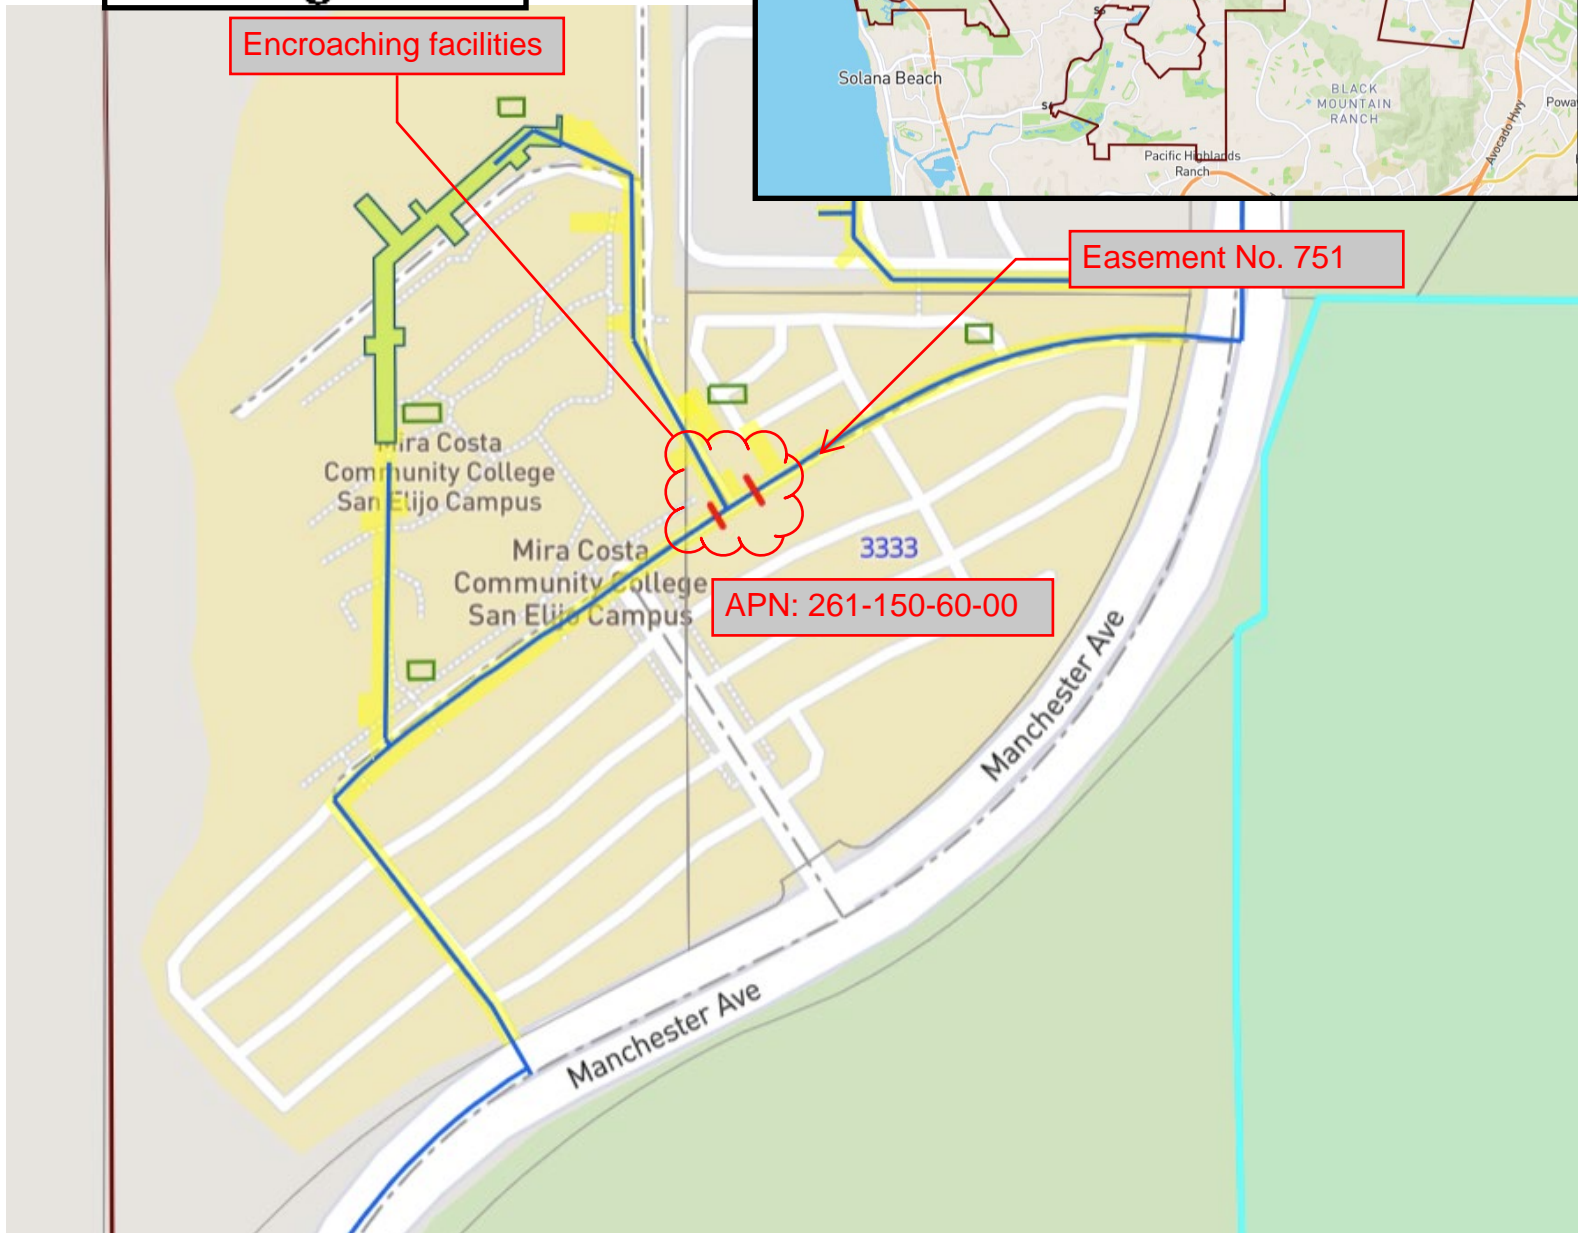 Encroaching facilities
Solana Beach
BLACK
MOUNTAIN
RANCH
Avocado Hwy
Pacific Highlands
Ranch
Easement No. 751
Mira Costa
Community College
San Elijo Campus
Mira Costa
Community College
San Elijo Campus
3333
APN: 261-150-60-00
Manchester Ave
Manchester Ave